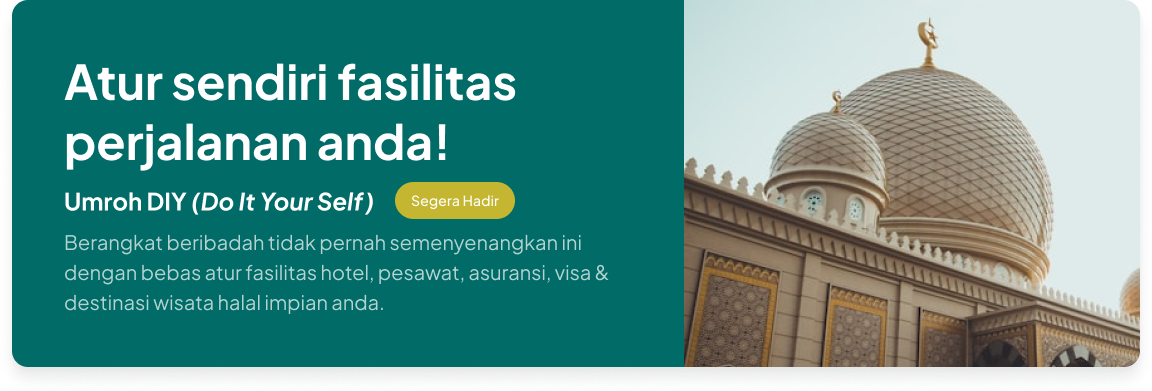 Atur sendiri fasilitas
perjalanan anda!
Umroh DIY (Do It Your Self) Segera Hadir
Berangkat beribadah tidak pernah semenyenangkan ini
dengan bebas atur fasilitas hotel, pesawat, asuransi, visa &
destinasi wisata halal impian anda.